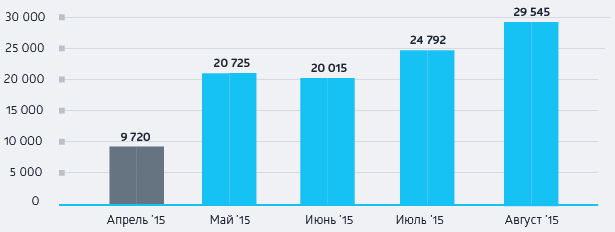 29 545
30 000
24 792
25 000
20 725
20 015
20 000
15 000
9 720
10 000
5 000
0
Апрель '15
Май '15
Июнь '15
Июль '15
Август '15